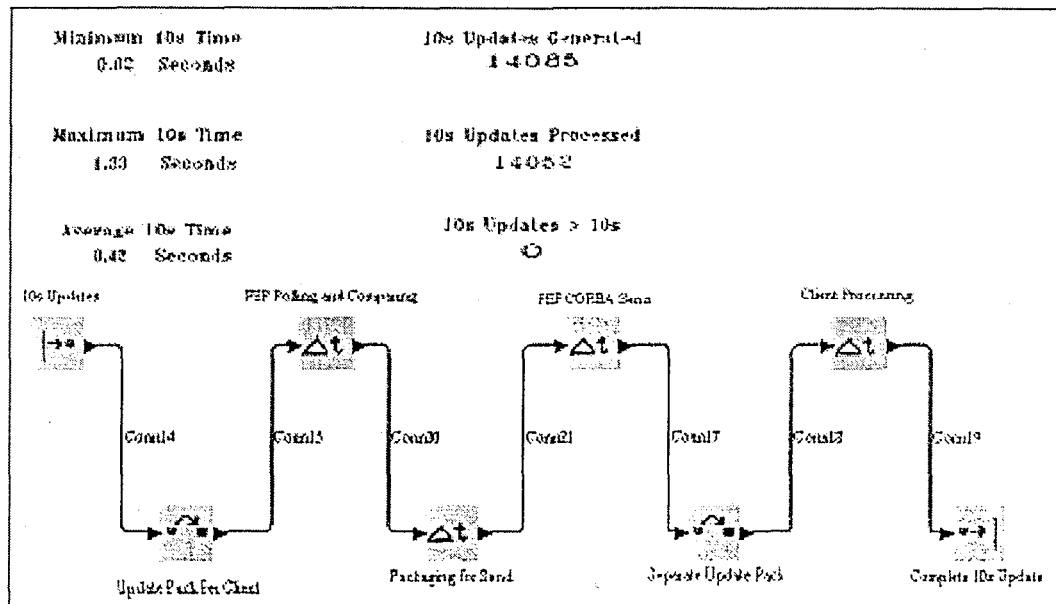 Minimum 10s Time
0.02 Seconds
10s Updates Generated
14085
Maximum 10s Time
1.33 Seconds
10s Updates Processed
14052
Average 10s Time
0.42 Seconds
10s Updates > 10s
0
10s Updates
FEP Polling and Comparing
FEP CORBA Send
Client Processing
Conn14
Conn15
Conn21
Conn17
Conn18
Conn19
Update Pack Per Client
Packaging for Send
Separate Update Pack
Complete 10s Update